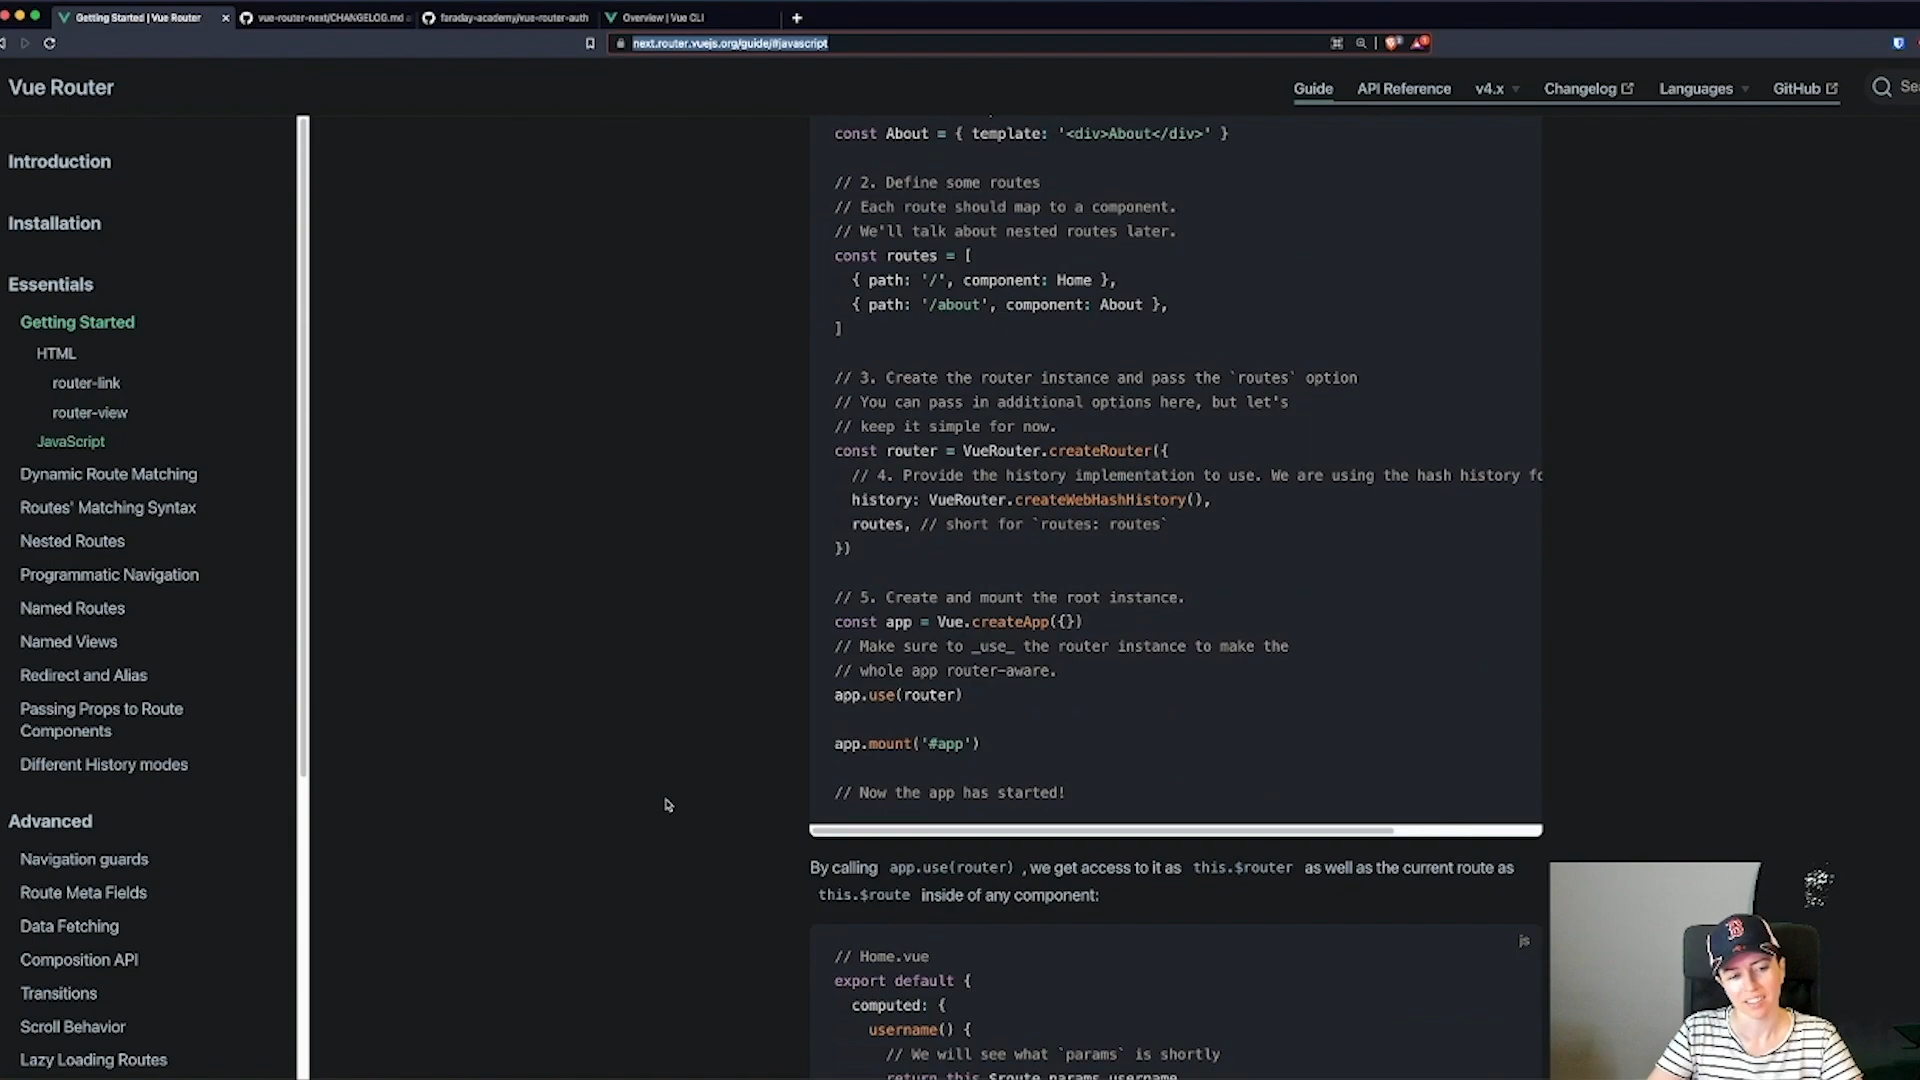 Getting Started | Vue Router
vue-router-next/CHANGELOG.md a
faraday-academy/vue-router-auth
Overview | Vue CLI
next.router.vuejs.org/guide/#javascript
Vue Router
Guide
API Reference
v4.x
Changelog
Languages
GitHub
Sea
Introduction
Installation
Essentials
Getting Started
HTML
router-link
router-view
JavaScript
Dynamic Route Matching
Routes' Matching Syntax
Nested Routes
Programmatic Navigation
Named Routes
Named Views
Redirect and Alias
Passing Props to Route
Components
Different History modes
Advanced
Navigation guards
Route Meta Fields
Data Fetching
Composition API
Transitions
Scroll Behavior
Lazy Loading Routes
const About = { template: '<div>About</div>' }
// 2. Define some routes
// Each route should map to a component.
// We'll talk about nested routes later.
const routes = [
{ path: '/', component: Home },
{ path: '/about', component: About },
]
// 3. Create the router instance and pass the `routes` option
// You can pass in additional options here, but let's
// keep it simple for now.
const router = VueRouter.createRouter({
// 4. Provide the history implementation to use. We are using the hash history fo
history: VueRouter.createWebHashHistory(),
routes, // short for `routes: routes`
})
// 5. Create and mount the root instance.
const app = Vue.createApp({})
// Make sure to _use_ the router instance to make the
// whole app router-aware.
app.use(router)
app.mount('#app')
// Now the app has started!
By calling app.use(router) , we get access to it as this.$router as well as the current route as
this.$route inside of any component:
js
// Home.vue
export default {
computed: {
username() {
// We will see what `params` is shortly
return this.$route.params.username
B